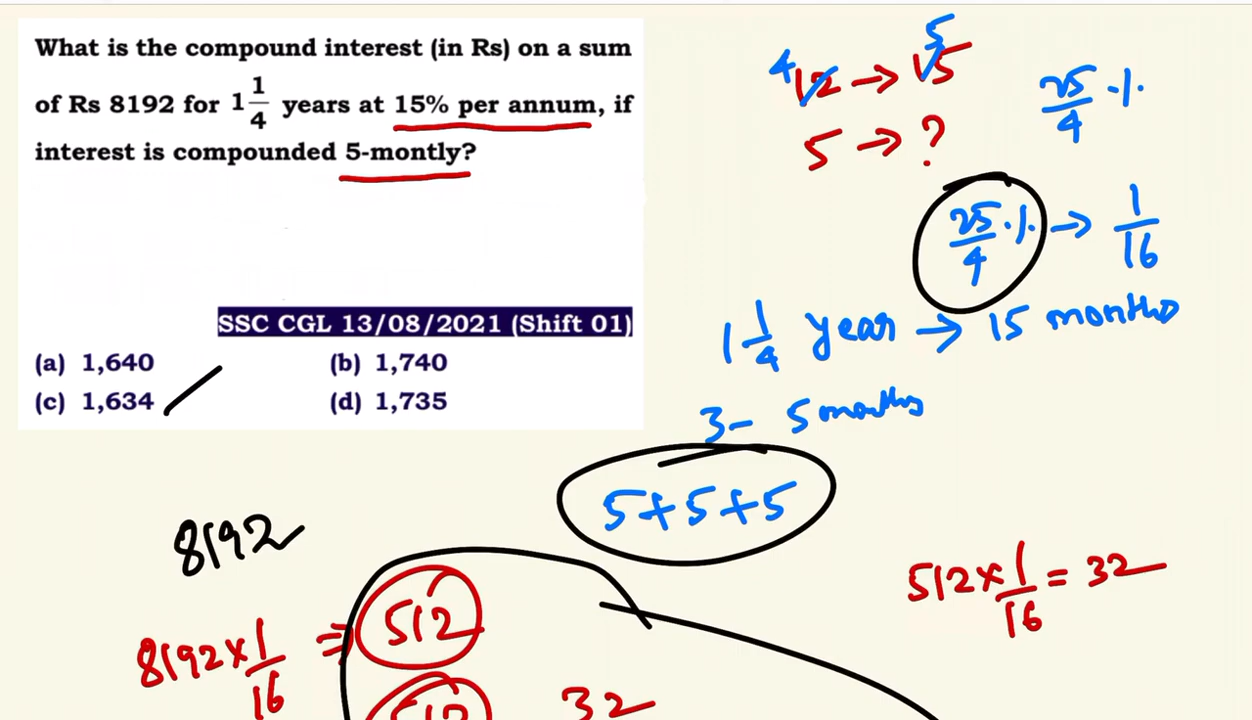 What is the compound interest (in Rs) on a sum
of Rs 8192 for 1 1/4 years at 15% per annum, if
interest is compounded 5-montly?
SSC CGL 13/08/2021 (Shift 01)
(a) 1,640 (b) 1,740
(c) 1,634 (d) 1,735
4 12 → 15 5
5 → ?
25/4 %
25/4 % → 1/16
1 1/4 year → 15 months
3 - 5 months
5+5+5
8192
8192 × 1/16 ⇒ 512
512 × 1/16 = 32
512 32